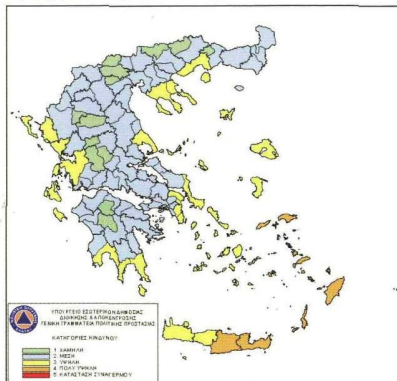 ΥΠΟΥΡΓΕΙΟ ΕΣΩΤΕΡΙΚΩΝ ΔΗΜΟΣΙΑΣ
ΔΙΟΙΚΗΣΗΣ & ΑΠΟΚΕΝΤΡΩΣΗΣ
ΓΕΝΙΚΗ ΓΡΑΜΜΑΤΕΙΑ ΠΟΛΙΤΙΚΗΣ ΠΡΟΣΤΑΣΙΑΣ
ΚΑΤΗΓΟΡΙΕΣ ΚΙΝΔΥΝΟΥ
1. ΧΑΜΗΛΗ
2. ΜΕΣΗ
3. ΥΨΗΛΗ
4. ΠΟΛΥ ΥΨΗΛΗ
5. ΚΑΤΑΣΤΑΣΗ ΣΥΝΑΓΕΡΜΟΥ